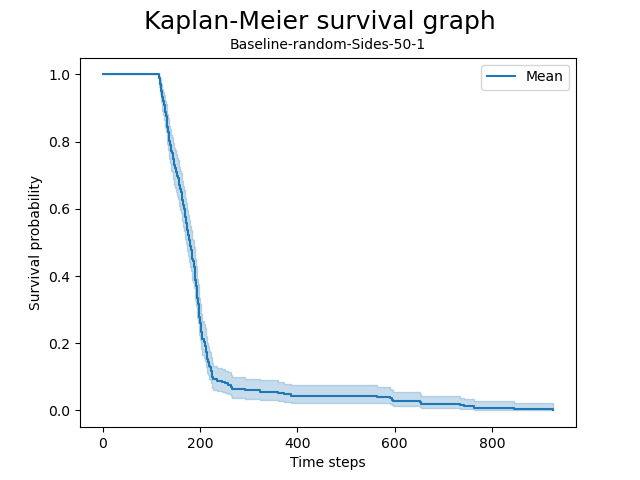 Kaplan-Meier survival graph
Baseline-random-Sides-50-1
Mean
1.0
0.8
0.6
0.4
0.2
0.0
Survival probability
0 200 400 600 800
Time steps